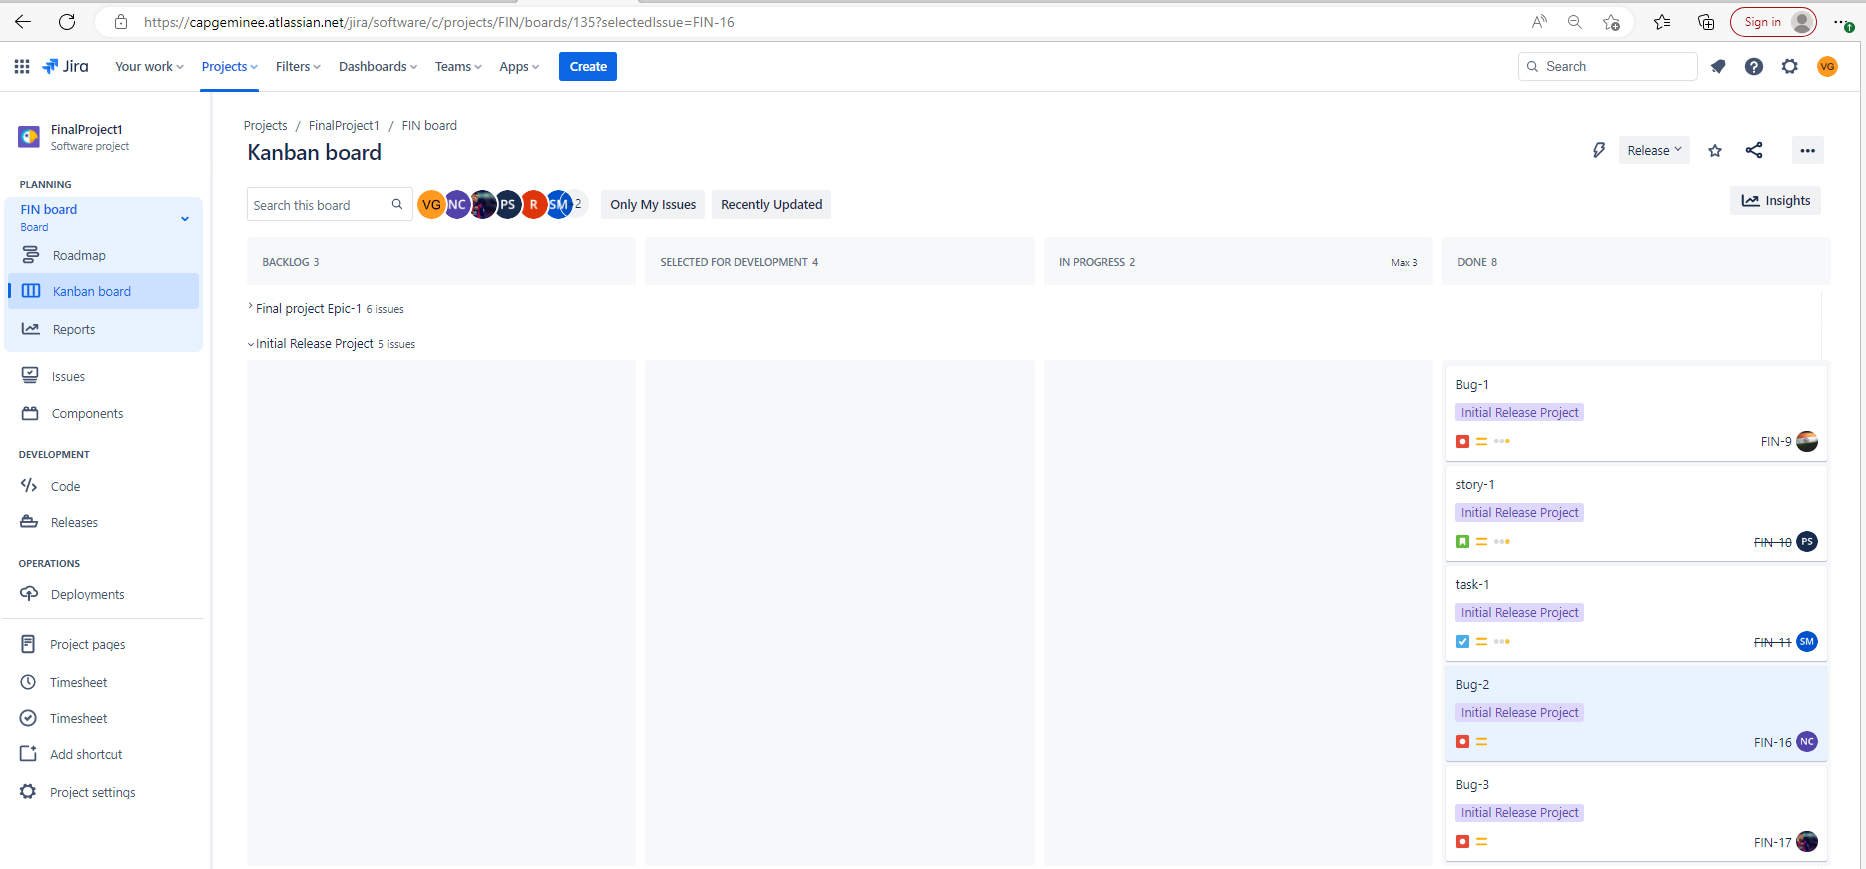 https://capgeminee.atlassian.net/jira/software/c/projects/FIN/boards/135?selectedIssue=FIN-16
Sign in
Jira
Your work
Projects
Filters
Dashboards
Teams
Apps
Create
Search
VG
FinalProject1
Software project
PLANNING
FIN board
Board
Roadmap
Kanban board
Reports
Issues
Components
DEVELOPMENT
Code
Releases
OPERATIONS
Deployments
Project pages
Timesheet
Timesheet
Add shortcut
Project settings
Projects / FinalProject1 / FIN board
Kanban board
Release
Search this board
VG NC PS R SM +2
Only My Issues
Recently Updated
Insights
BACKLOG 3
SELECTED FOR DEVELOPMENT 4
IN PROGRESS 2
Max 3
DONE 8
Final project Epic-1 6 issues
Initial Release Project 5 issues
Bug-1
Initial Release Project
FIN-9
story-1
Initial Release Project
FIN-10 PS
task-1
Initial Release Project
FIN-11 SM
Bug-2
Initial Release Project
FIN-16 NC
Bug-3
Initial Release Project
FIN-17